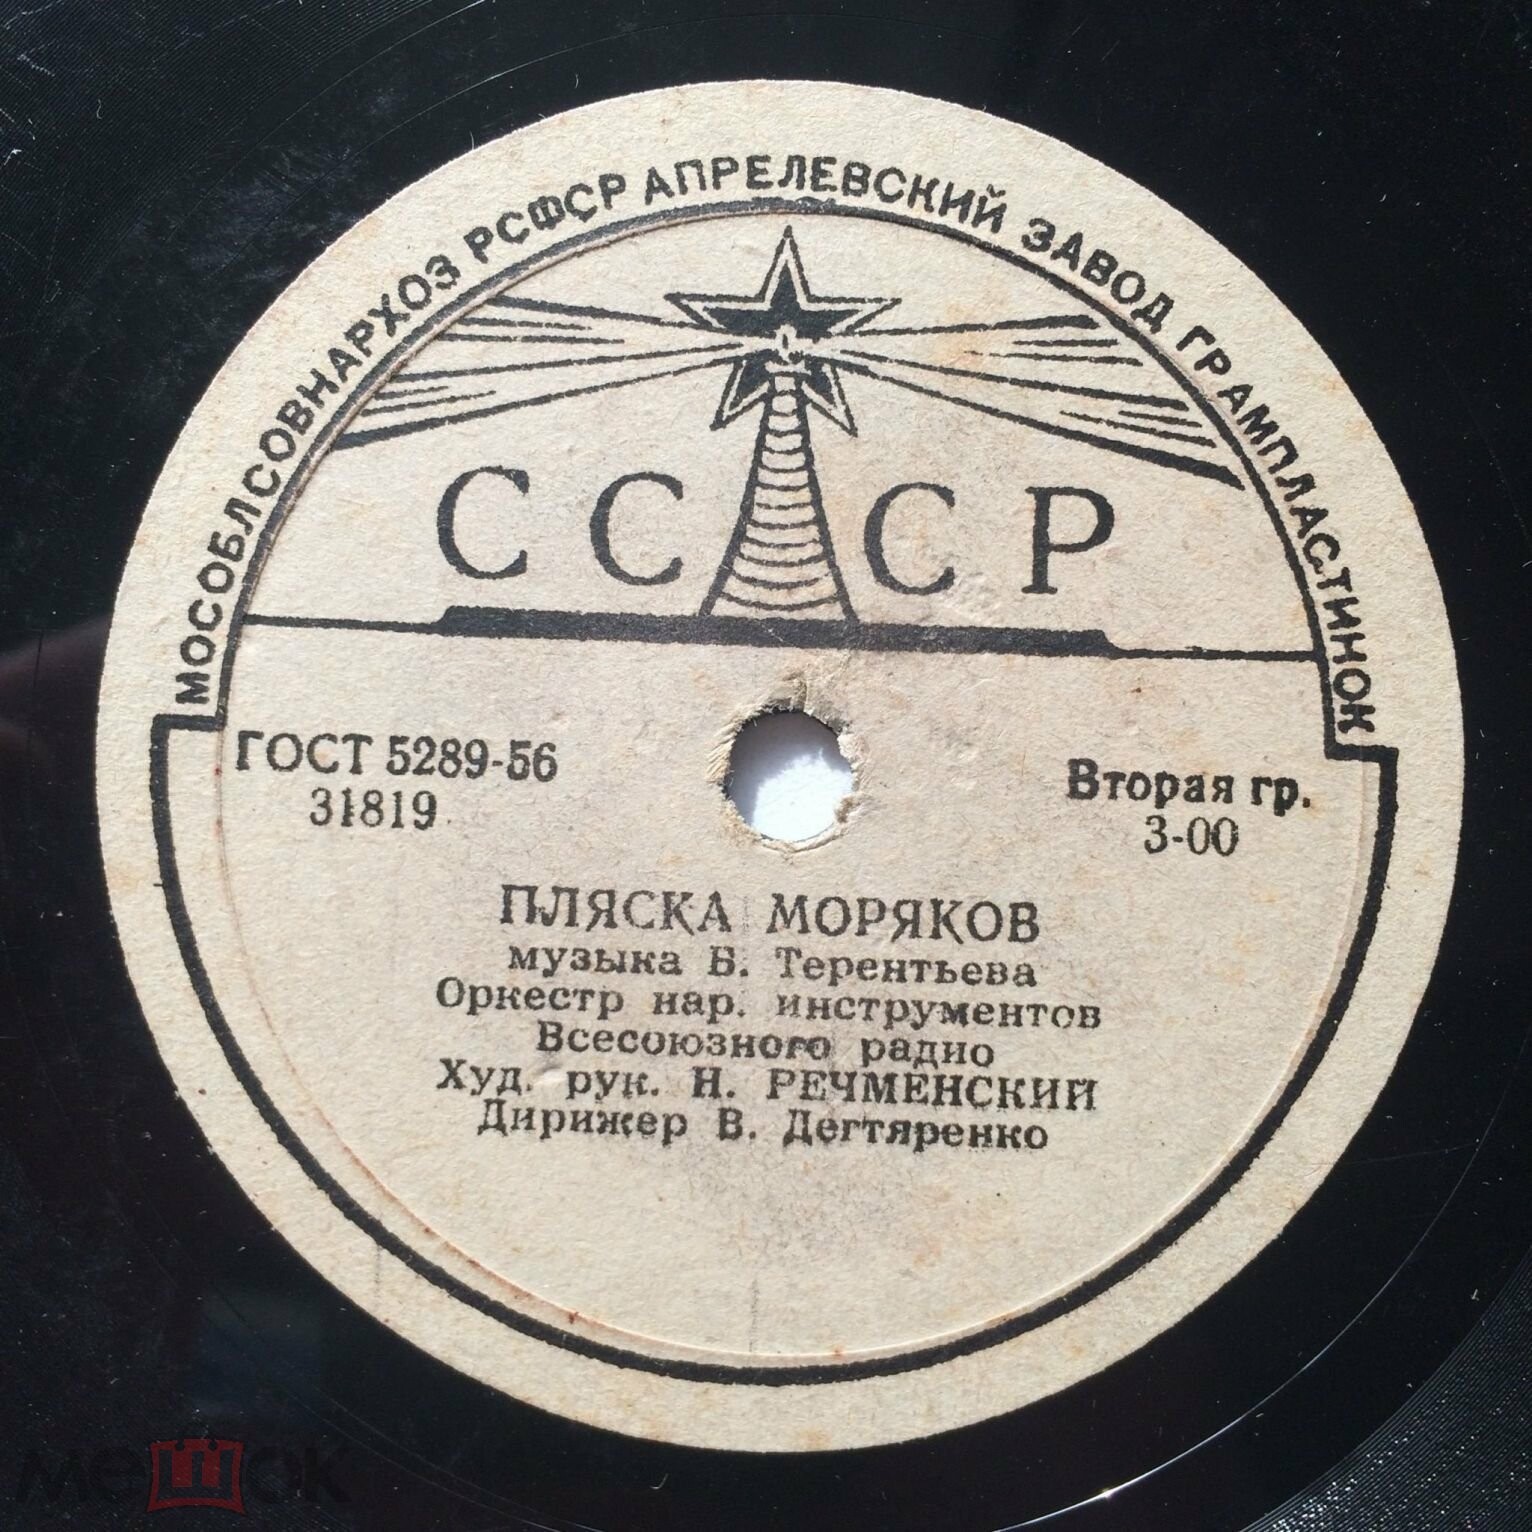 МОСОБЛСОВНАРХОЗ РСФСР АПРЕЛЕВСКИЙ ЗАВОД ГРАМПЛАСТИНОК
СССР
ГОСТ 5289-56
31819
Вторая гр.
3-00
ПЛЯСКА МОРЯКОВ
музыка Б. Терентьева
Оркестр нар. инструментов
Всесоюзного радио
Худ. рук. Н. РЕЧМЕНСКИЙ
Дирижер В. Дегтяренко
мешок